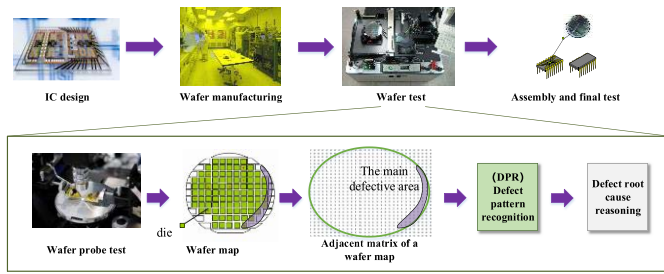 IC design
Wafer manufacturing
Wafer test
Assembly and final test
The main
defective area
(DPR)
Defect
pattern
recognition
Defect root
cause
reasoning
die
Wafer probe test
Wafer map
Adjacent matrix of a
wafer map